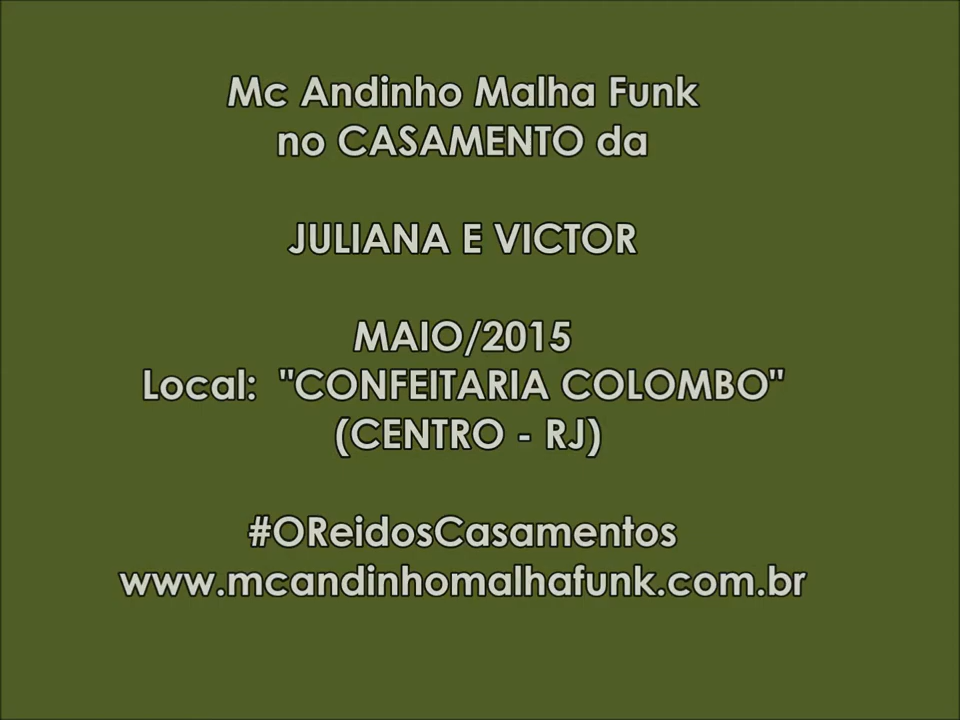 Mc Andinho Malha Funk
no CASAMENTO da
JULIANA E VICTOR
MAIO/2015
Local:  "CONFEITARIA COLOMBO"
(CENTRO - RJ)
#OReidosCasamentos
www.mcandinhomalhafunk.com.br